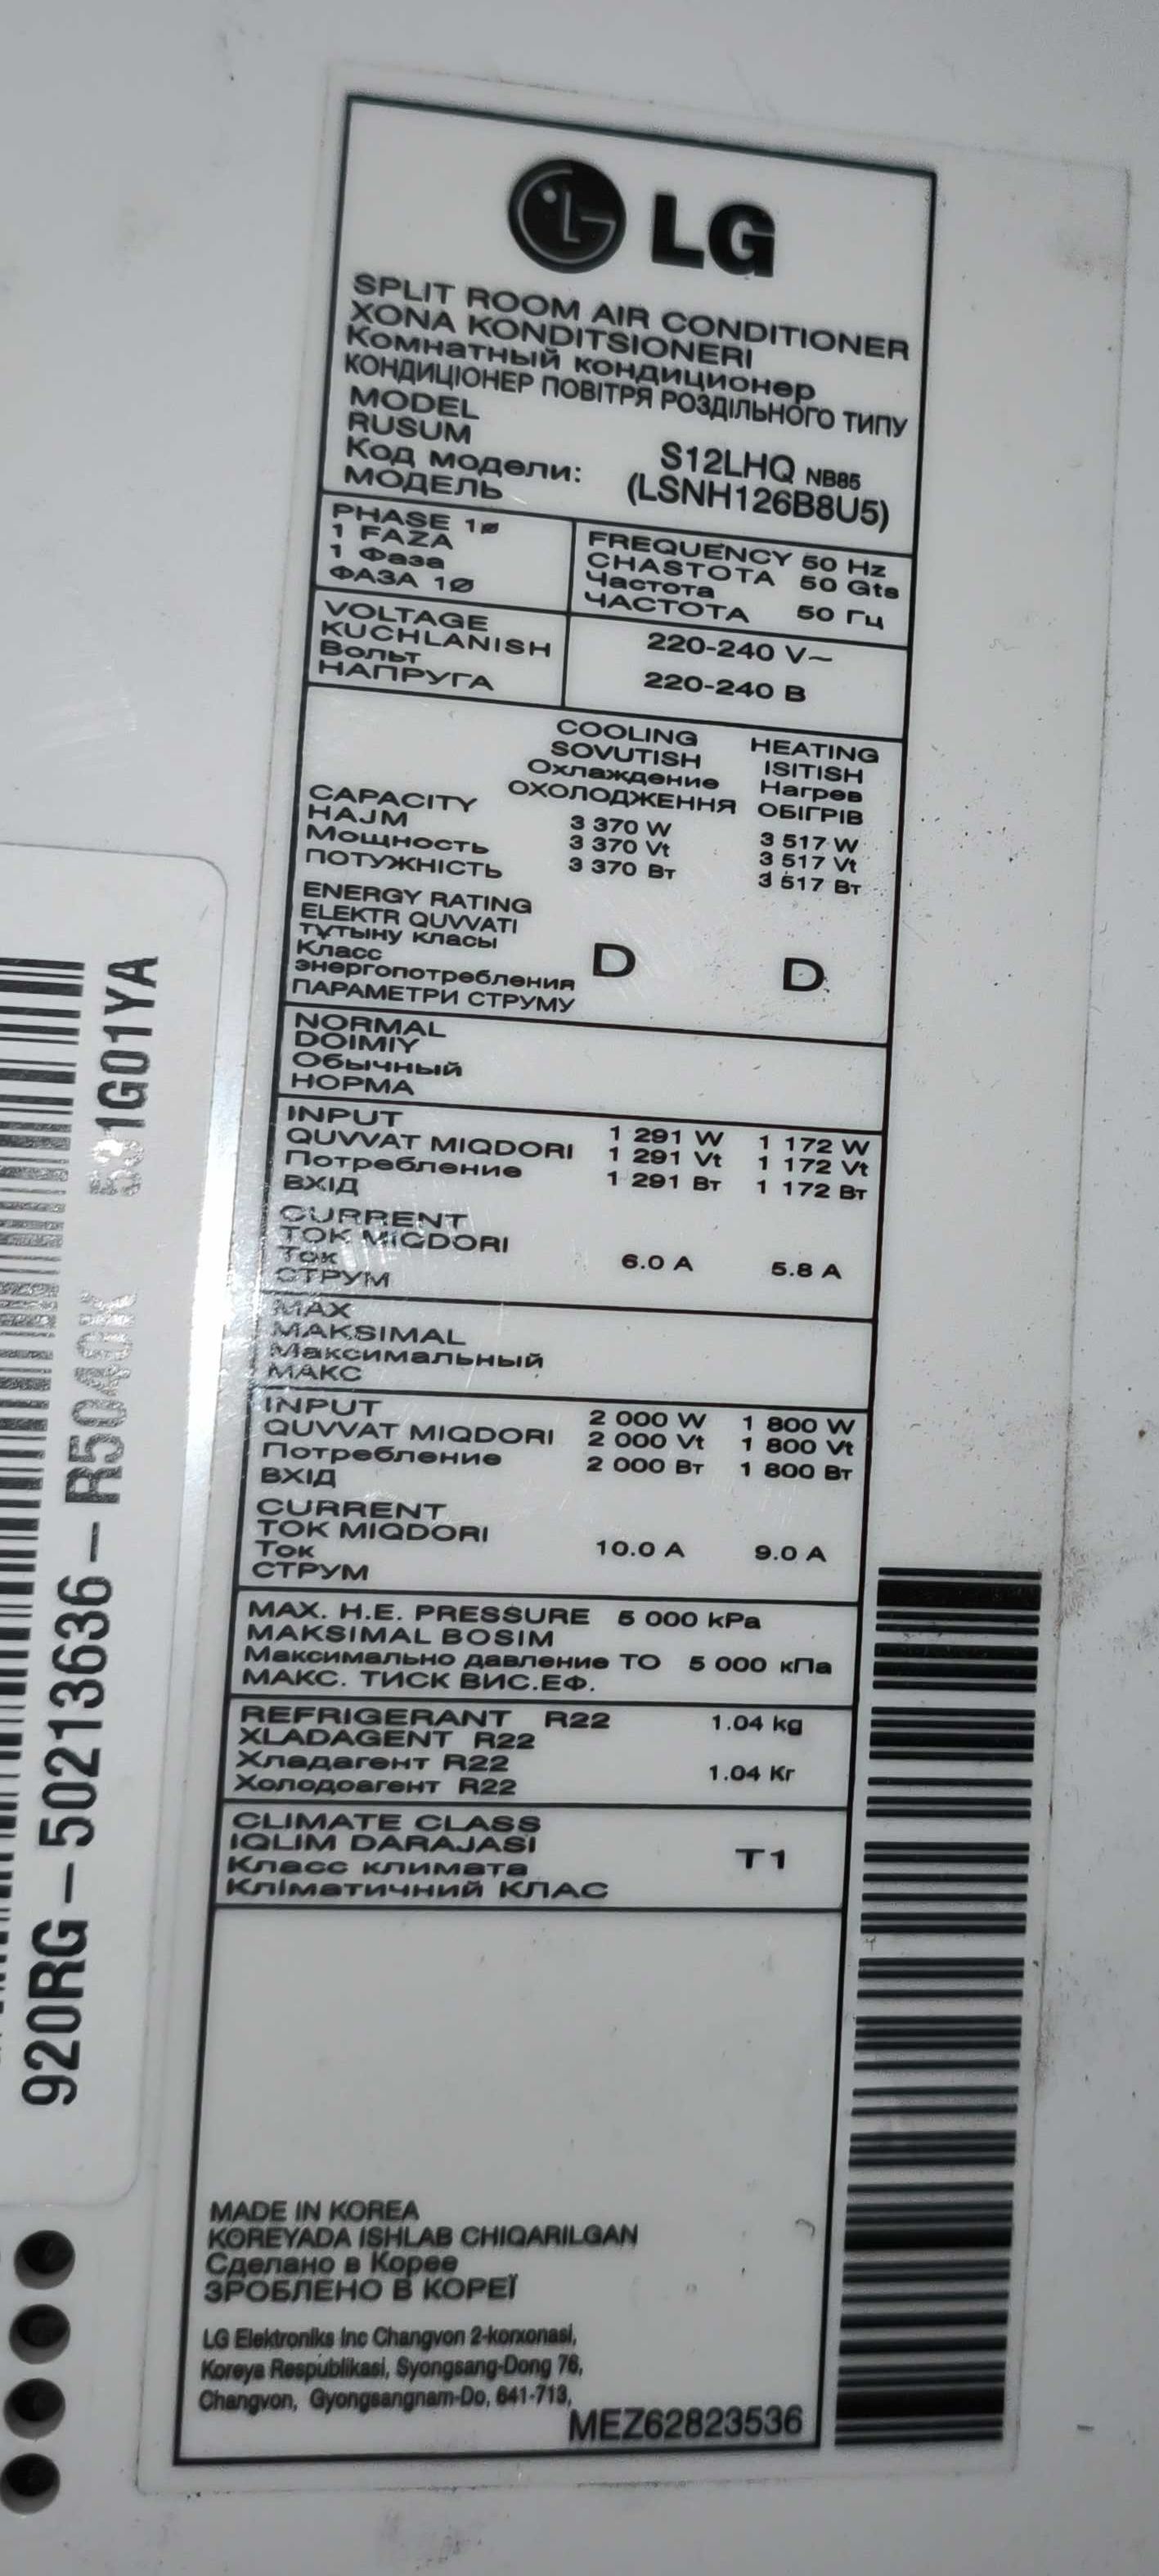 LG
SPLIT ROOM AIR CONDITIONER
XONA KONDITSIONERI
Комнатный кондиционер
КОНДИЦІОНЕР ПОВІТРЯ РОЗДІЛЬНОГО ТИПУ
MODEL
RUSUM
Код модели:
МОДЕЛЬ
S12LHQ NB85
(LSNH126B8U5)
PHASE 1ø
1 FAZA
1 Фаза
ФАЗА 1Ø
FREQUENCY 50 Hz
CHASTOTA 50 Gts
Частота
ЧАСТОТА 50 Гц
VOLTAGE
KUCHLANISH
Вольт
НАПРУГА
220-240 V~
220-240 В
COOLING HEATING
SOVUTISH ISITISH
Охлаждение Нагрев
ОХОЛОДЖЕННЯ ОБІГРІВ
CAPACITY 3 370 W 3 517 W
HAJM 3 370 Vt 3 517 Vt
Мощность 3 370 Вт 3 517 Вт
ПОТУЖНІСТЬ
ENERGY RATING
ELEKTR QUVVATI
тұтыну класы
Класс
энергопотребления
ПАРАМЕТРИ СТРУМУ
D D
NORMAL
DOIMIY
Обычный
НОРМА
INPUT 1 291 W 1 172 W
QUVVAT MIQDORI 1 291 Vt 1 172 Vt
Потребление 1 291 Вт 1 172 Вт
ВХІД
CURRENT
TOK MIQDORI
Ток 6.0 A 5.8 A
СТРУМ
MAX
MAKSIMAL
Максимальный
МАКС
INPUT 2 000 W 1 800 W
QUVVAT MIQDORI 2 000 Vt 1 800 Vt
Потребление 2 000 Вт 1 800 Вт
ВХІД
CURRENT
TOK MIQDORI
Ток 10.0 A 9.0 A
СТРУМ
MAX. H.E. PRESSURE 5 000 kPa
MAKSIMAL BOSIM
Максимально давление ТО 5 000 кПа
МАКС. ТИСК ВИС.ЕФ.
REFRIGERANT R22 1.04 kg
XLADAGENT R22
Хладагент R22 1.04 Кг
Холодоагент R22
CLIMATE CLASS
IQLIM DARAJASI
Класс климата T1
Кліматичний КЛАС
MADE IN KOREA
KOREYADA ISHLAB CHIQARILGAN
Сделано в Корее
ЗРОБЛЕНО В КОРЕЇ
LG Elektroniks Inc Changvon 2-korxonasi,
Koreya Respublikasi, Syongsang-Dong 76,
Changvon, Gyongsangnam-Do, 641-713,
MEZ62823536
920RG-50213636-R5040K